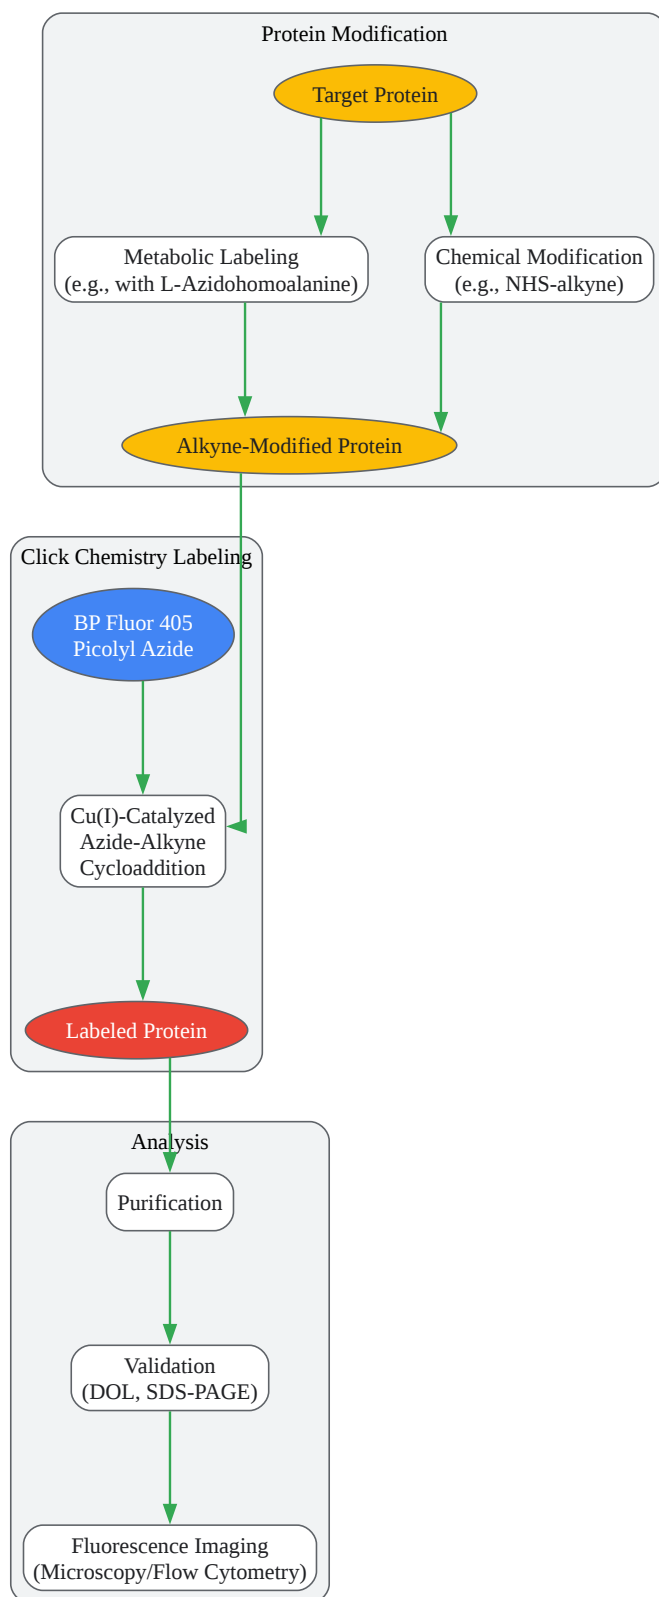 Protein Modification
Target Protein
Metabolic Labeling
(e.g., with L-Azidohomoalanine)
Chemical Modification
(e.g., NHS-alkyne)
Alkyne-Modified Protein
Click Chemistry Labeling
BP Fluor 405
Picolyl Azide
Cu(I)-Catalyzed
Azide-Alkyne
Cycloaddition
Labeled Protein
Analysis
Purification
Validation
(DOL, SDS-PAGE)
Fluorescence Imaging
(Microscopy/Flow Cytometry)